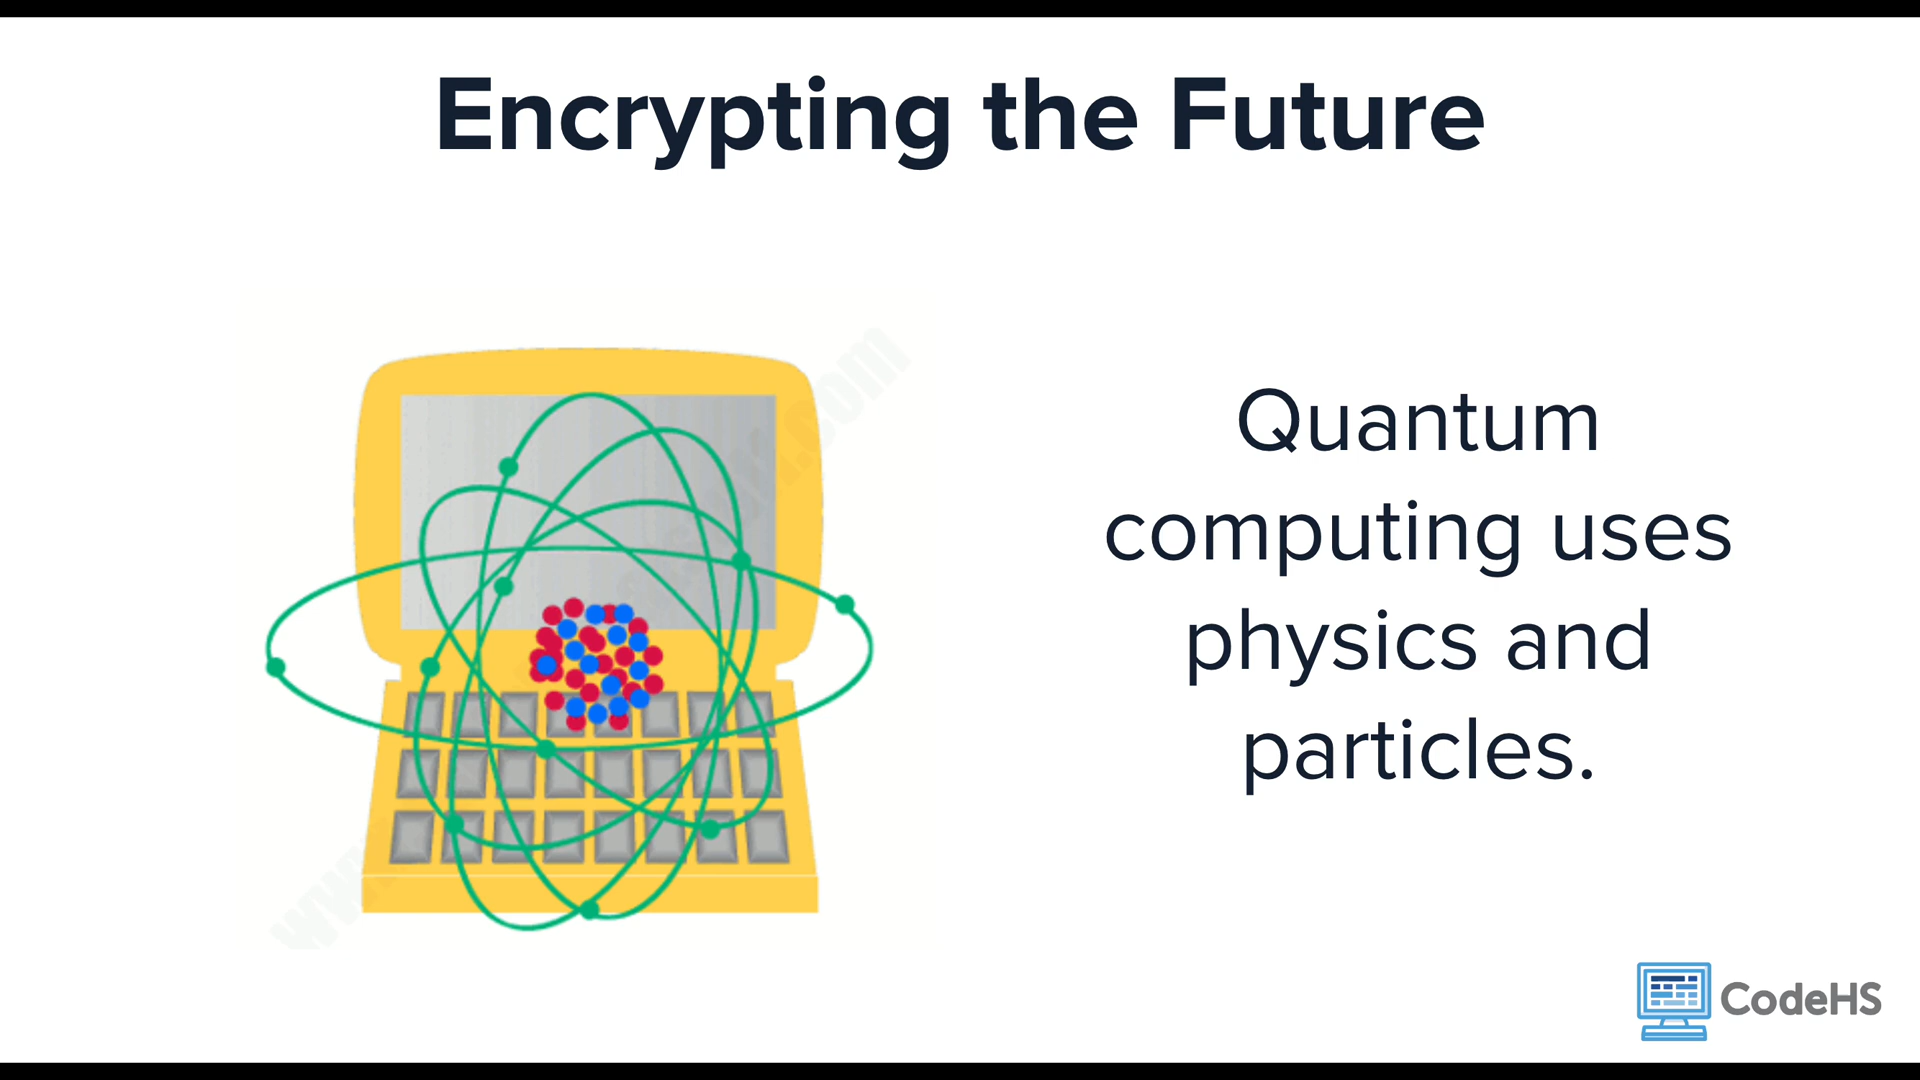 Encrypting the Future
Quantum
computing uses
physics and
particles.
CodeHS